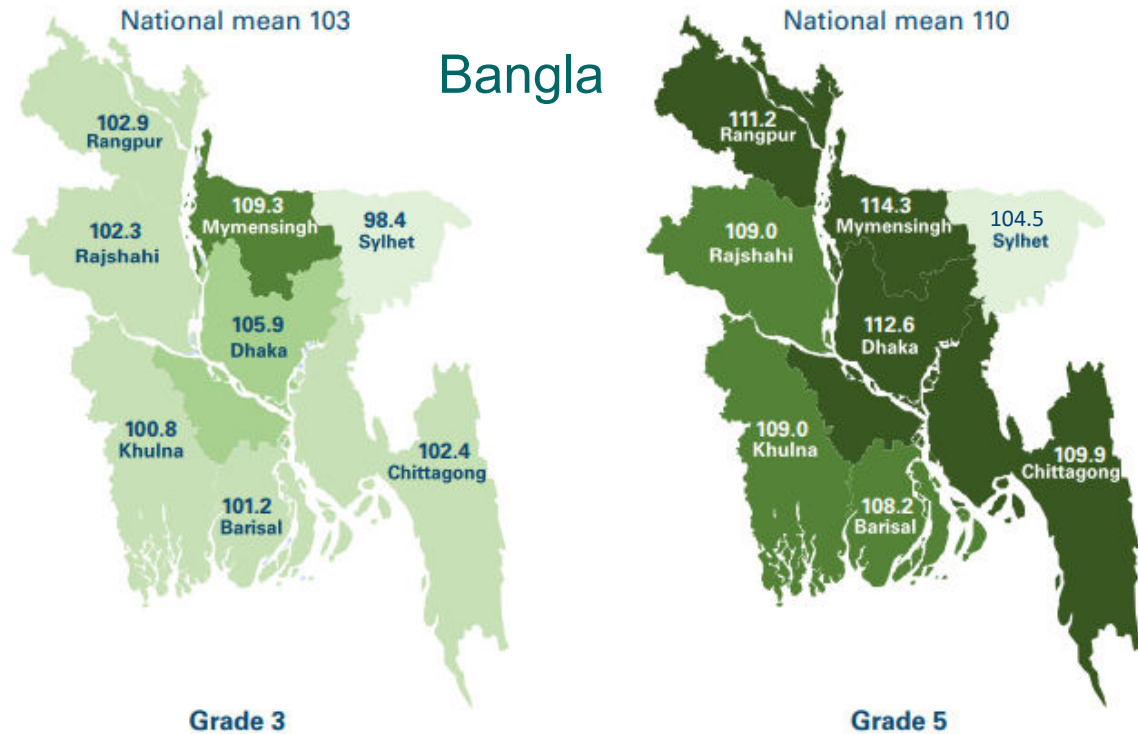 National mean 103
National mean 110
Bangla
102.9
Rangpur
109.3
Mymensingh
98.4
Sylhet
102.3
Rajshahi
105.9
Dhaka
100.8
Khulna
102.4
Chittagong
101.2
Barisal
Grade 3
111.2
Rangpur
114.3
Mymensingh
104.5
Sylhet
109.0
Rajshahi
112.6
Dhaka
109.0
Khulna
109.9
Chittagong
108.2
Barisal
Grade 5